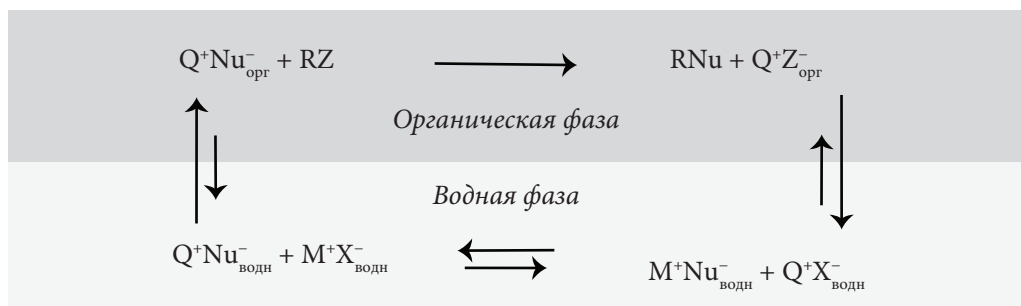 Q⁺Nu⁻орг + RZ
RNu + Q⁺Z⁻орг
Органическая фаза
Водная фаза
Q⁺Nu⁻водн + M⁺X⁻водн
M⁺Nu⁻водн + Q⁺X⁻водн